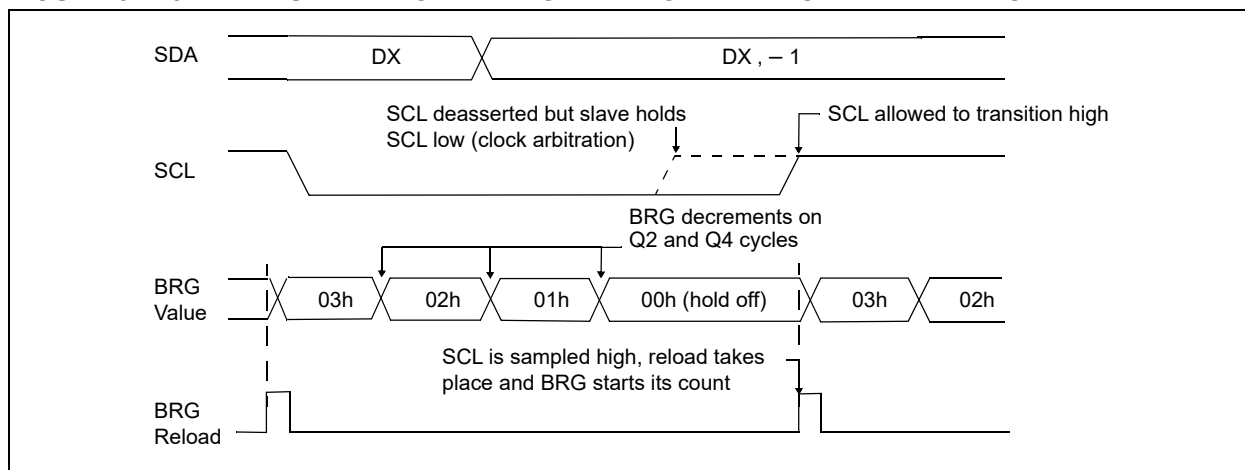 SDA
DX
DX , – 1
SCL deasserted but slave holds
SCL low (clock arbitration)
SCL allowed to transition high
SCL
BRG decrements on
Q2 and Q4 cycles
BRG
Value
03h
02h
01h
00h (hold off)
03h
02h
SCL is sampled high, reload takes
place and BRG starts its count
BRG
Reload